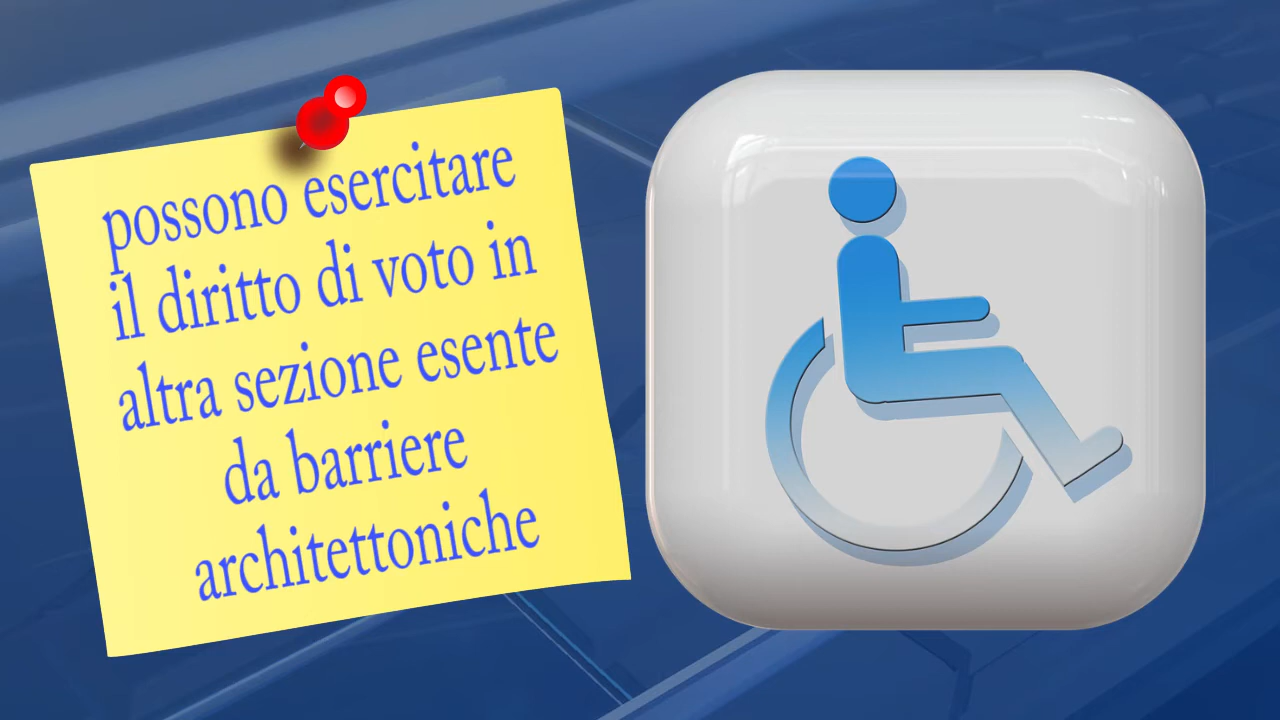 possono esercitare
il diritto di voto in
altra sezione esente
da barriere
architettoniche